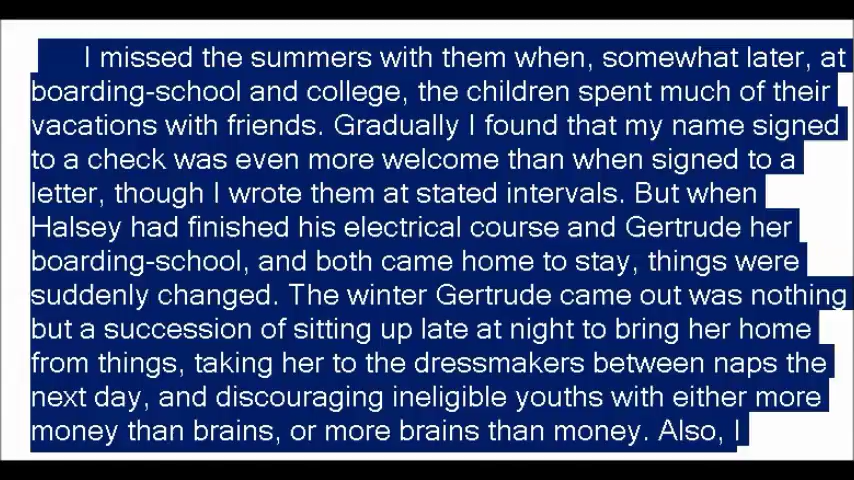 I missed the summers with them when, somewhat later, at
boarding-school and college, the children spent much of their
vacations with friends. Gradually I found that my name signed
to a check was even more welcome than when signed to a
letter, though I wrote them at stated intervals. But when
Halsey had finished his electrical course and Gertrude her
boarding-school, and both came home to stay, things were
suddenly changed. The winter Gertrude came out was nothing
but a succession of sitting up late at night to bring her home
from things, taking her to the dressmakers between naps the
next day, and discouraging ineligible youths with either more
money than brains, or more brains than money. Also, I